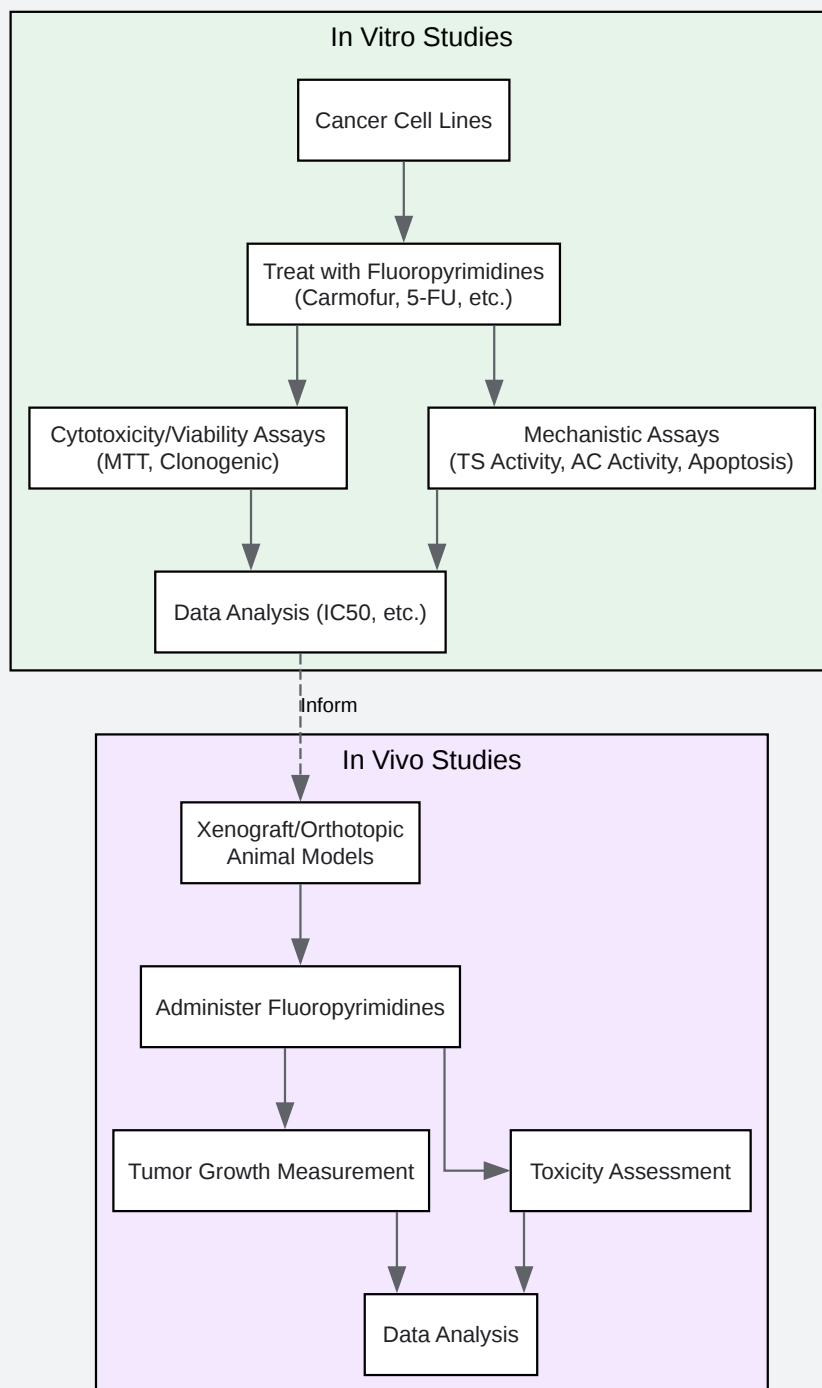 In Vitro Studies
Cancer Cell Lines
Treat with Fluoropyrimidines
(Carmofur, 5-FU, etc.)
Cytotoxicity/Viability Assays
(MTT, Clonogenic)
Mechanistic Assays
(TS Activity, AC Activity, Apoptosis)
Data Analysis (IC50, etc.)
Inform
In Vivo Studies
Xenograft/Orthotopic
Animal Models
Administer Fluoropyrimidines
Tumor Growth Measurement
Toxicity Assessment
Data Analysis